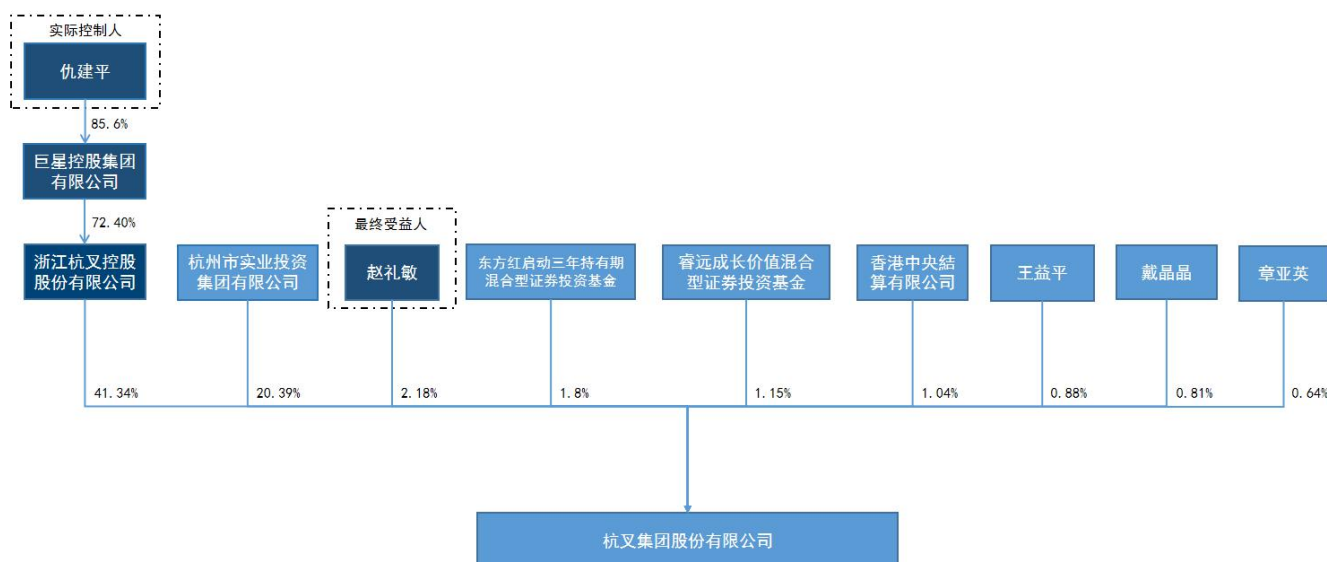 实际控制人
仇建平
85.6%
巨星控股集团
有限公司
72.40%
最终受益人
浙江杭叉控股
股份有限公司
杭州市实业投资
集团有限公司
赵礼敏
东方红启动三年持有期
混合型证券投资基金
睿远成长价值混合
型证券投资基金
香港中央結
算有限公司
王益平
戴晶晶
章亚英
41.34%
20.39%
2.18%
1.8%
1.15%
1.04%
0.88%
0.81%
0.64%
杭叉集团股份有限公司